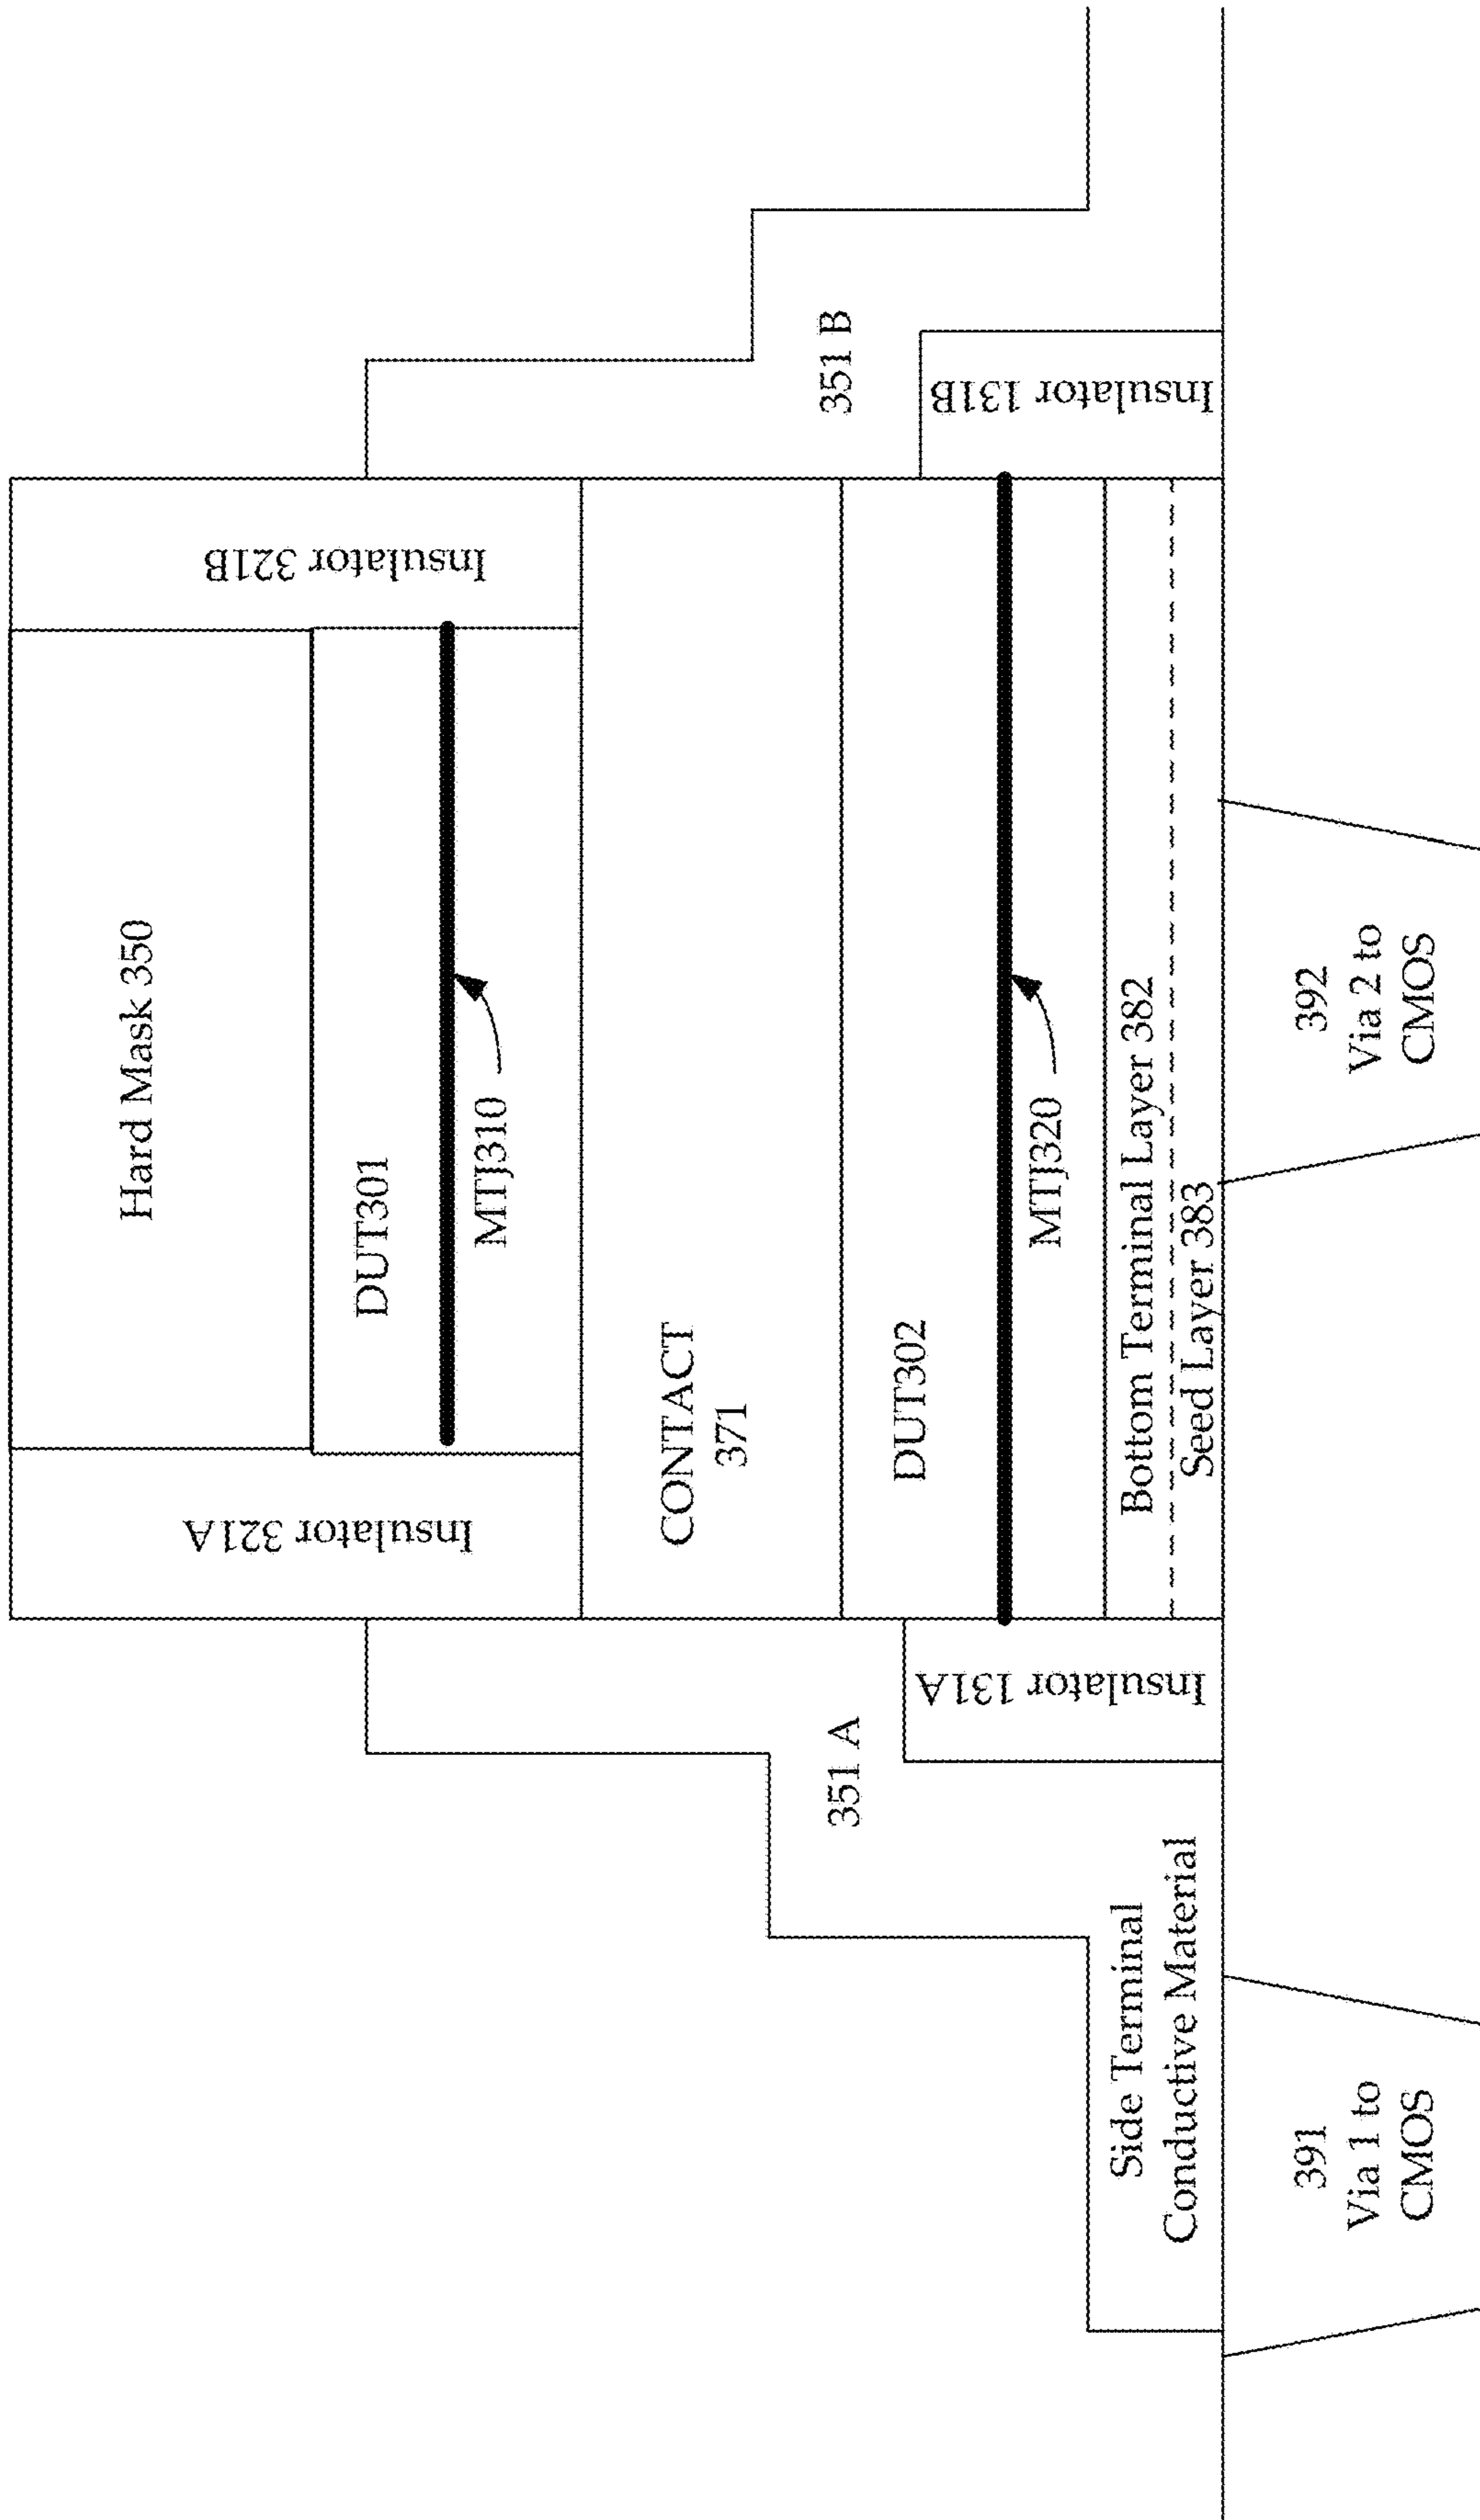 Hard Mask 350
Insulator 321A
Insulator 321B
DUT301
MTJ310
CONTACT
371
351 A
351 B
DUT302
Insulator 131A
Insulator 131B
MTJ320
Bottom Terminal Layer 382
Seed Layer 383
Side Terminal
Conductive Material
391
Via 1 to
CMOS
392
Via 2 to
CMOS